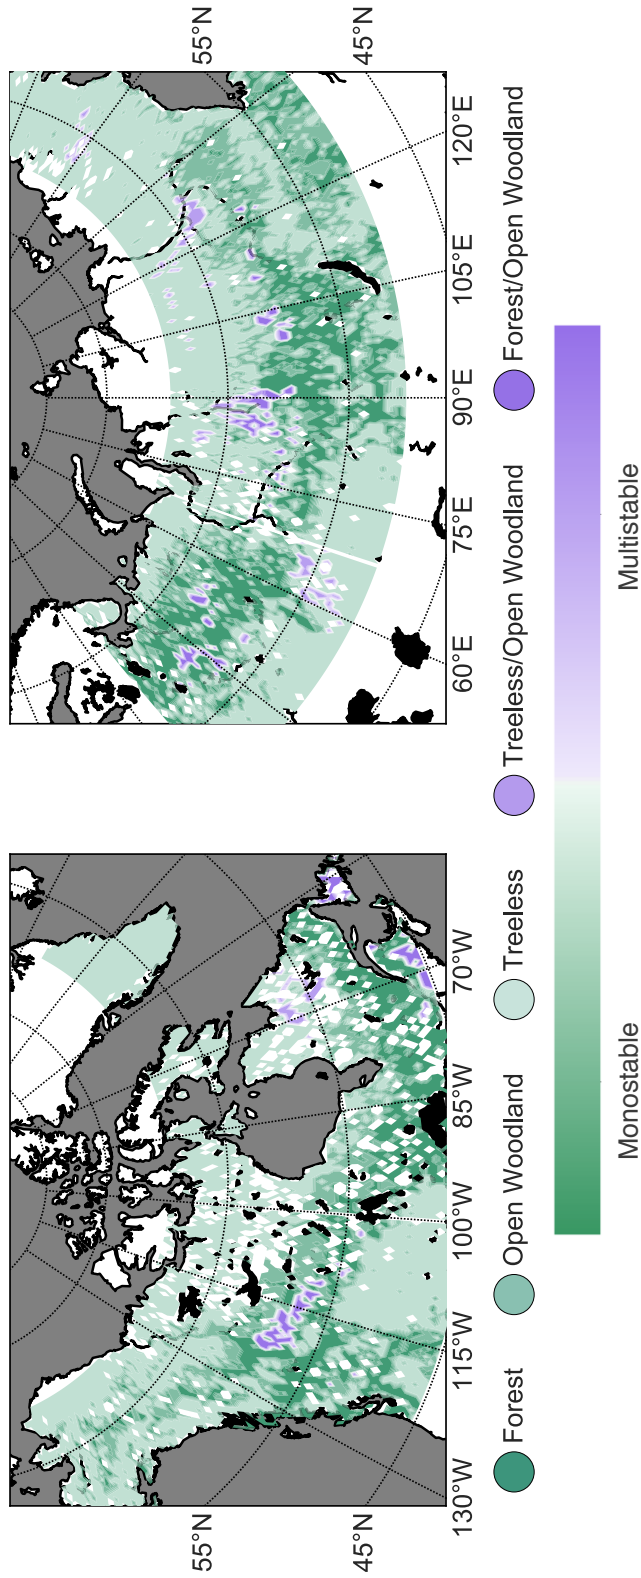 55°N
45°N
130°W
115°W
100°W
85°W
70°W
55°N
45°N
60°E
75°E
90°E
105°E
120°E
Forest
Open Woodland
Treeless
Treeless/Open Woodland
Forest/Open Woodland
Monostable
Multistable